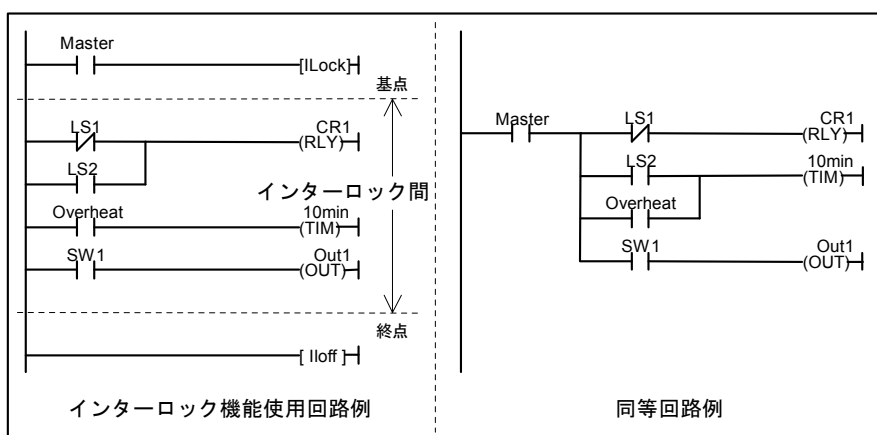 Master
[ILock]
基点
LS1
CR1
(RLY)
LS2
インターロック間
Overheat
10min
(TIM)
SW1
Out1
(OUT)
終点
[ Iloff ]
インターロック機能使用回路例
Master
LS1
CR1
(RLY)
LS2
10min
(TIM)
Overheat
SW1
Out1
(OUT)
同等回路例